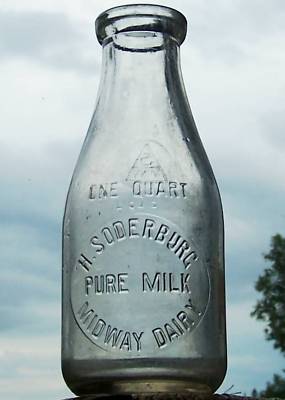 ONE QUART
H. SODERBURG
PURE MILK
MIDWAY DAIRY